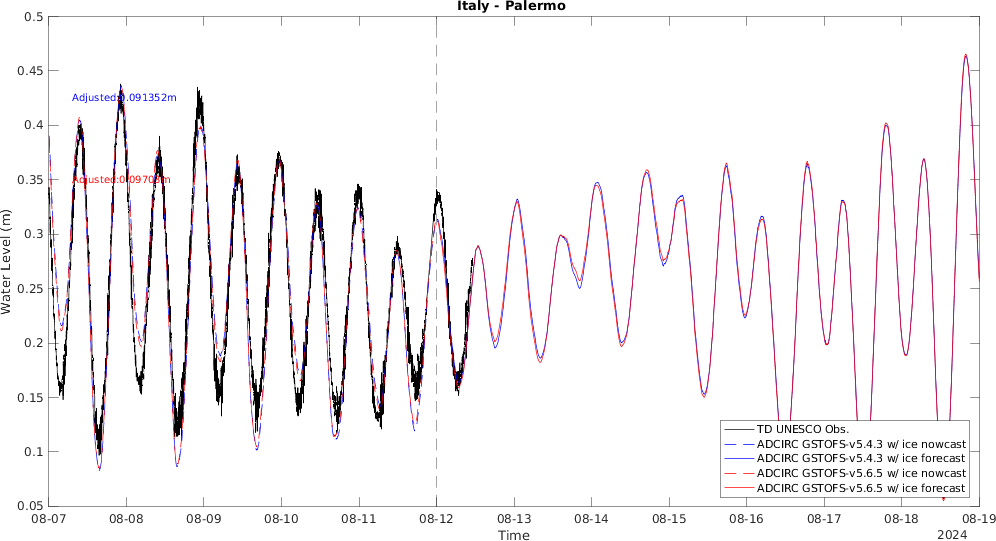 Italy - Palermo
0.5
0.45
0.4
0.35
0.3
0.25
0.2
0.15
0.1
0.05
Water Level (m)
Adjusted:0.091352m
08-07
08-08
08-09
08-10
08-11
08-12
08-13
08-14
08-15
08-16
08-17
08-18
08-19
Time
2024
TD UNESCO Obs.
ADCIRC GSTOFS-v5.4.3 w/ ice nowcast
ADCIRC GSTOFS-v5.4.3 w/ ice forecast
ADCIRC GSTOFS-v5.6.5 w/ ice nowcast
ADCIRC GSTOFS-v5.6.5 w/ ice forecast